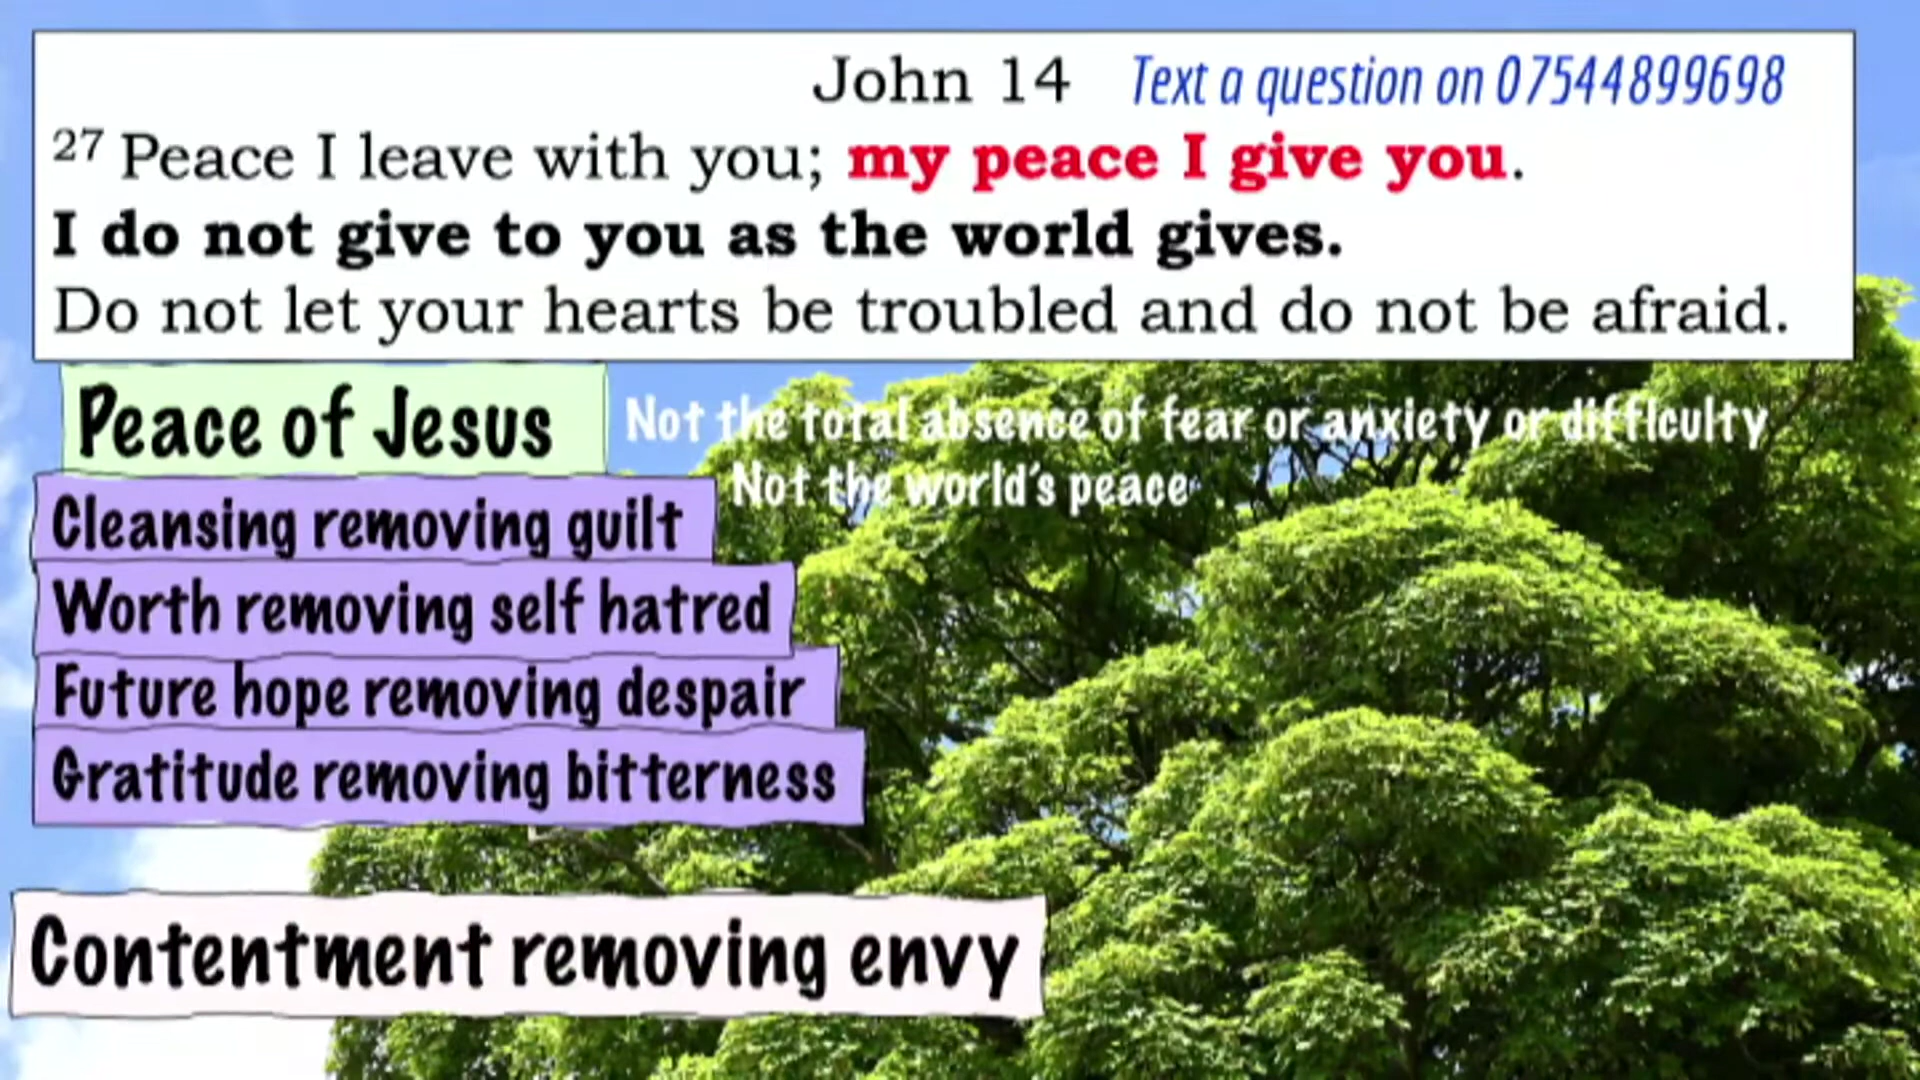 John 14 Text a question on 07544899698
27 Peace I leave with you; my peace I give you.
I do not give to you as the world gives.
Do not let your hearts be troubled and do not be afraid.
Peace of Jesus Not the total absence of fear or anxiety or difficulty
Not the world's peace
Cleansing removing guilt
Worth removing self hatred
Future hope removing despair
Gratitude removing bitterness
Contentment removing envy